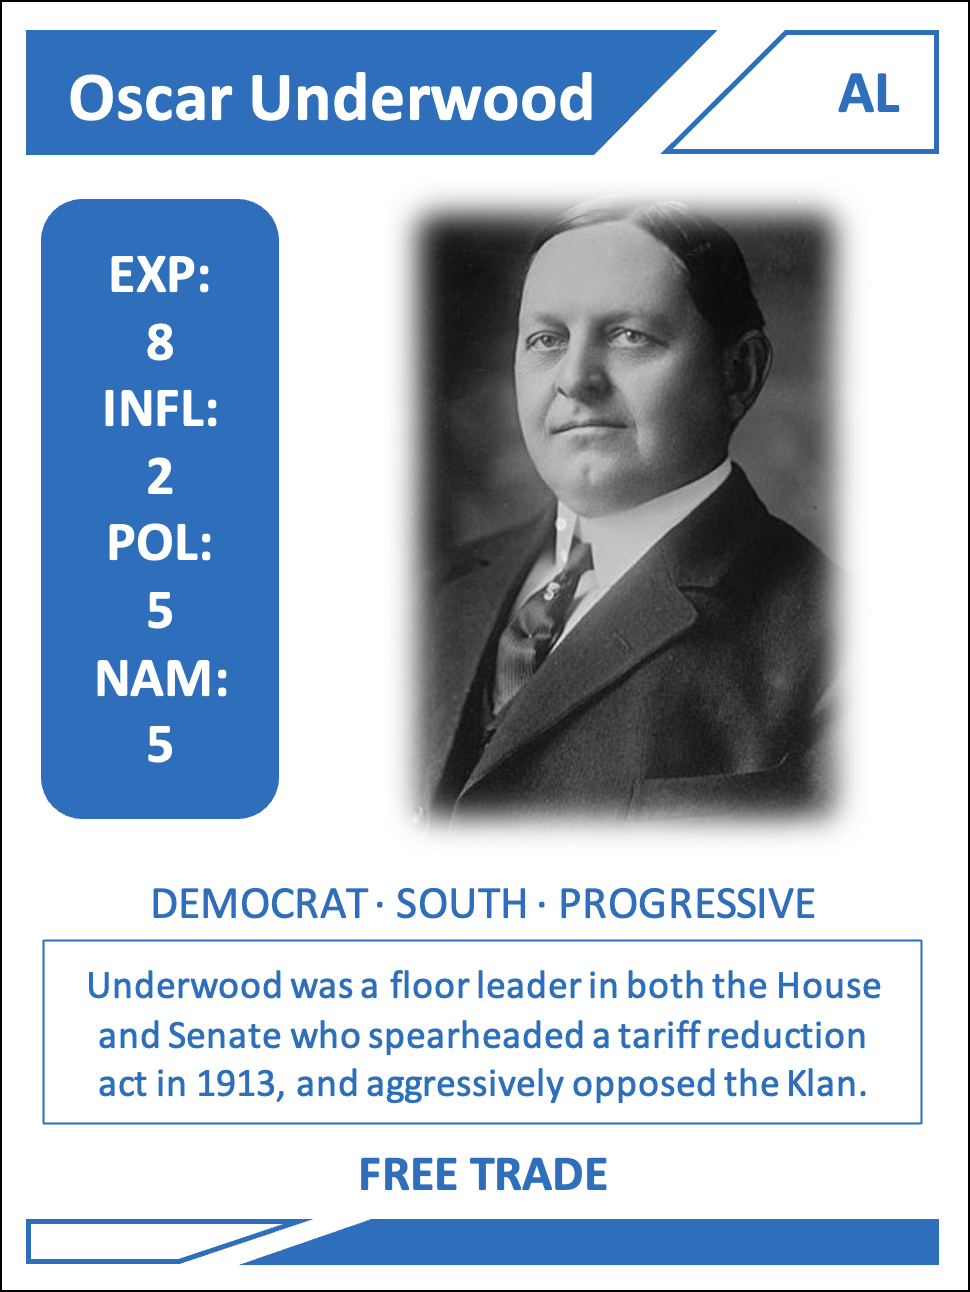 Oscar Underwood
AL
EXP:
8
INFL:
2
POL:
5
NAM:
5
DEMOCRAT · SOUTH · PROGRESSIVE
Underwood was a floor leader in both the House
and Senate who spearheaded a tariff reduction
act in 1913, and aggressively opposed the Klan.
FREE TRADE